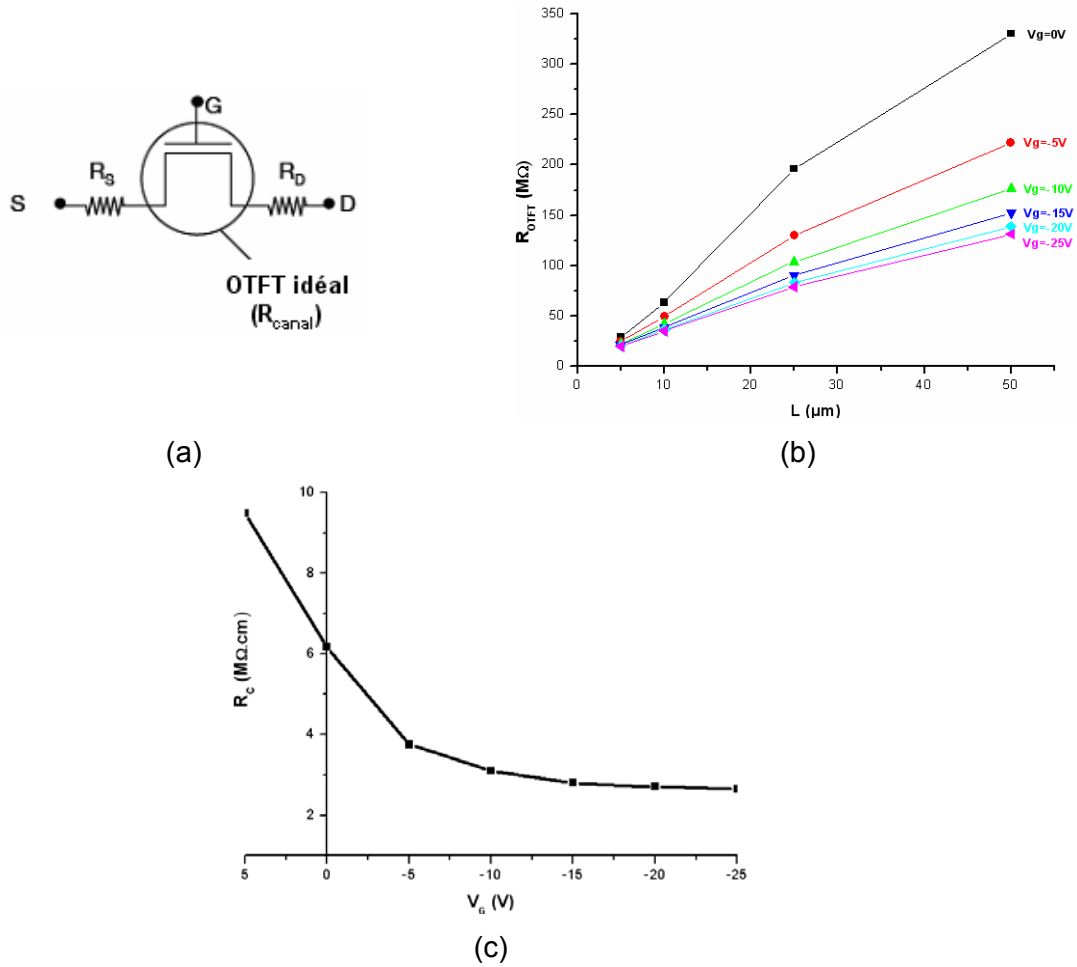 G
R_S
R_D
S
D
OTFT idéal
(R_canal)
(a)
350
300
250
200
150
100
50
0
R_OTFT (MΩ)
0
10
20
30
40
50
L (µm)
Vg=0V
Vg=-5V
Vg=-10V
Vg=-15V
Vg=-20V
Vg=-25V
(b)
10
8
6
4
2
R_C (MΩ.cm)
5
0
-5
-10
-15
-20
-25
V_G (V)
(c)